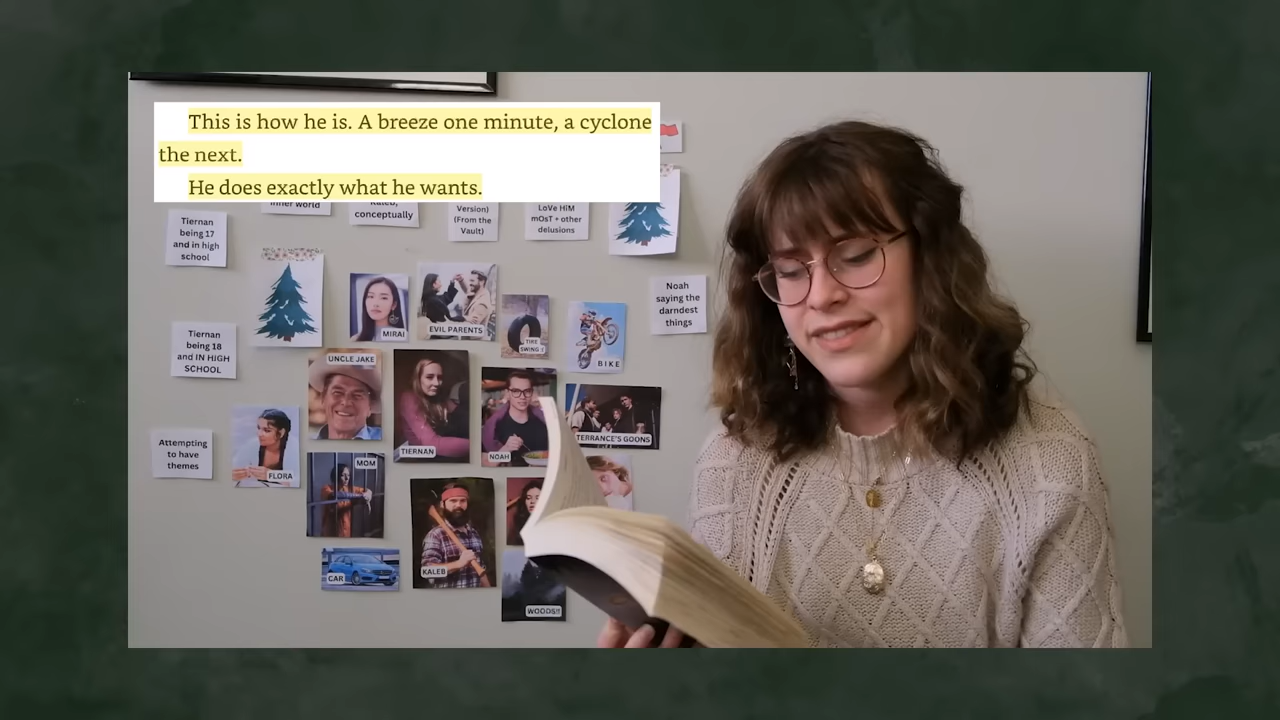 This is how he is. A breeze one minute, a cyclone
the next.
He does exactly what he wants.
inner world
Kaleb,
conceptually
Version)
(From the
Vault)
LoVe HiM
mOsT + other
delusions
Tiernan
being 17
and in high
school
Noah
saying the
darndest
things
MIRAI
EVIL PARENTS
TIRE
SWING :(
BIKE
Tiernan
being 18
and IN HIGH
SCHOOL
UNCLE JAKE
TIERNAN
NOAH
TERRANCE'S GOONS
Attempting
to have
themes
FLORA
MOM
KALEB
CAR
WOODS!!